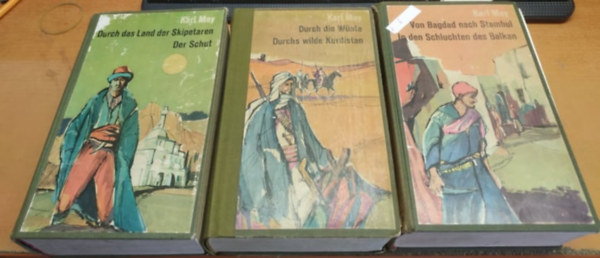 Karl May
Durch das Land der Skipetaren
Der Schut
Karl May
Durch die Wüste
Durchs wilde Kurdistan
Karl May
Von Bagdad nach Stambul
In den Schluchten des Balkan